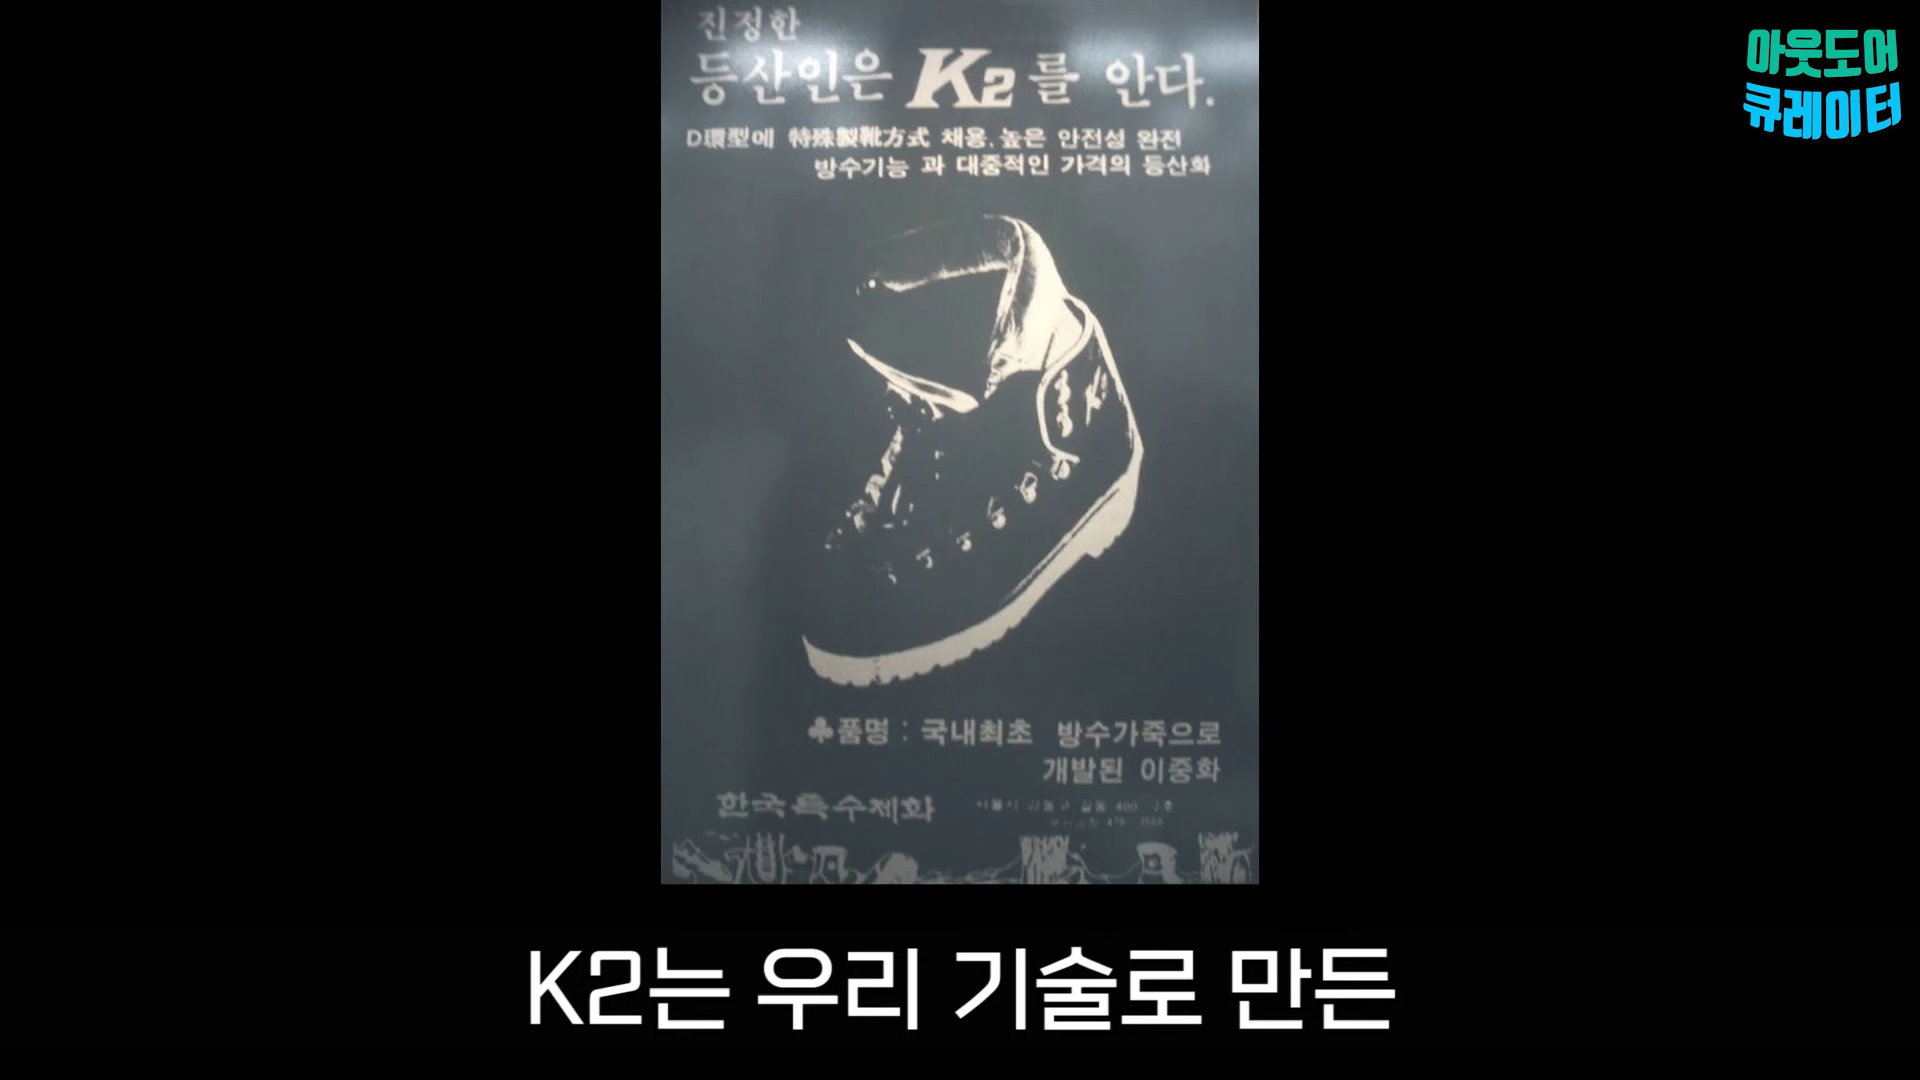 진정한
등산인은 K2를 안다.
D環型에 特殊製靴方式 채용, 높은 안전성 완전
방수기능 과 대중적인 가격의 등산화
♣품명 : 국내최초 방수가죽으로
개발된 이중화
한국특수제화
아웃도어
큐레이터
K2는 우리 기술로 만든